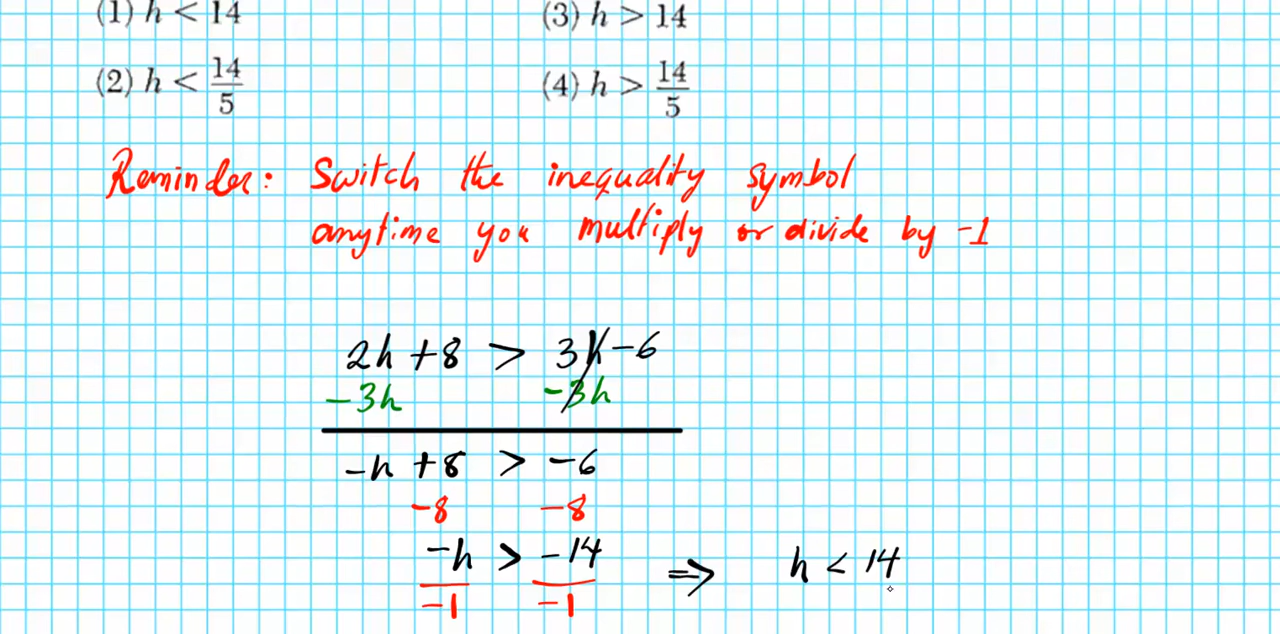 (1) h < 14 (3) h > 14
(2) h < 14/5 (4) h > 14/5
Reminder: Switch the inequality symbol
anytime you multiply or divide by -1
2h + 8 > 3h - 6
-3h -3h
-h + 8 > -6
-8 -8
-h > -14 ⇒ h < 14
-1 -1